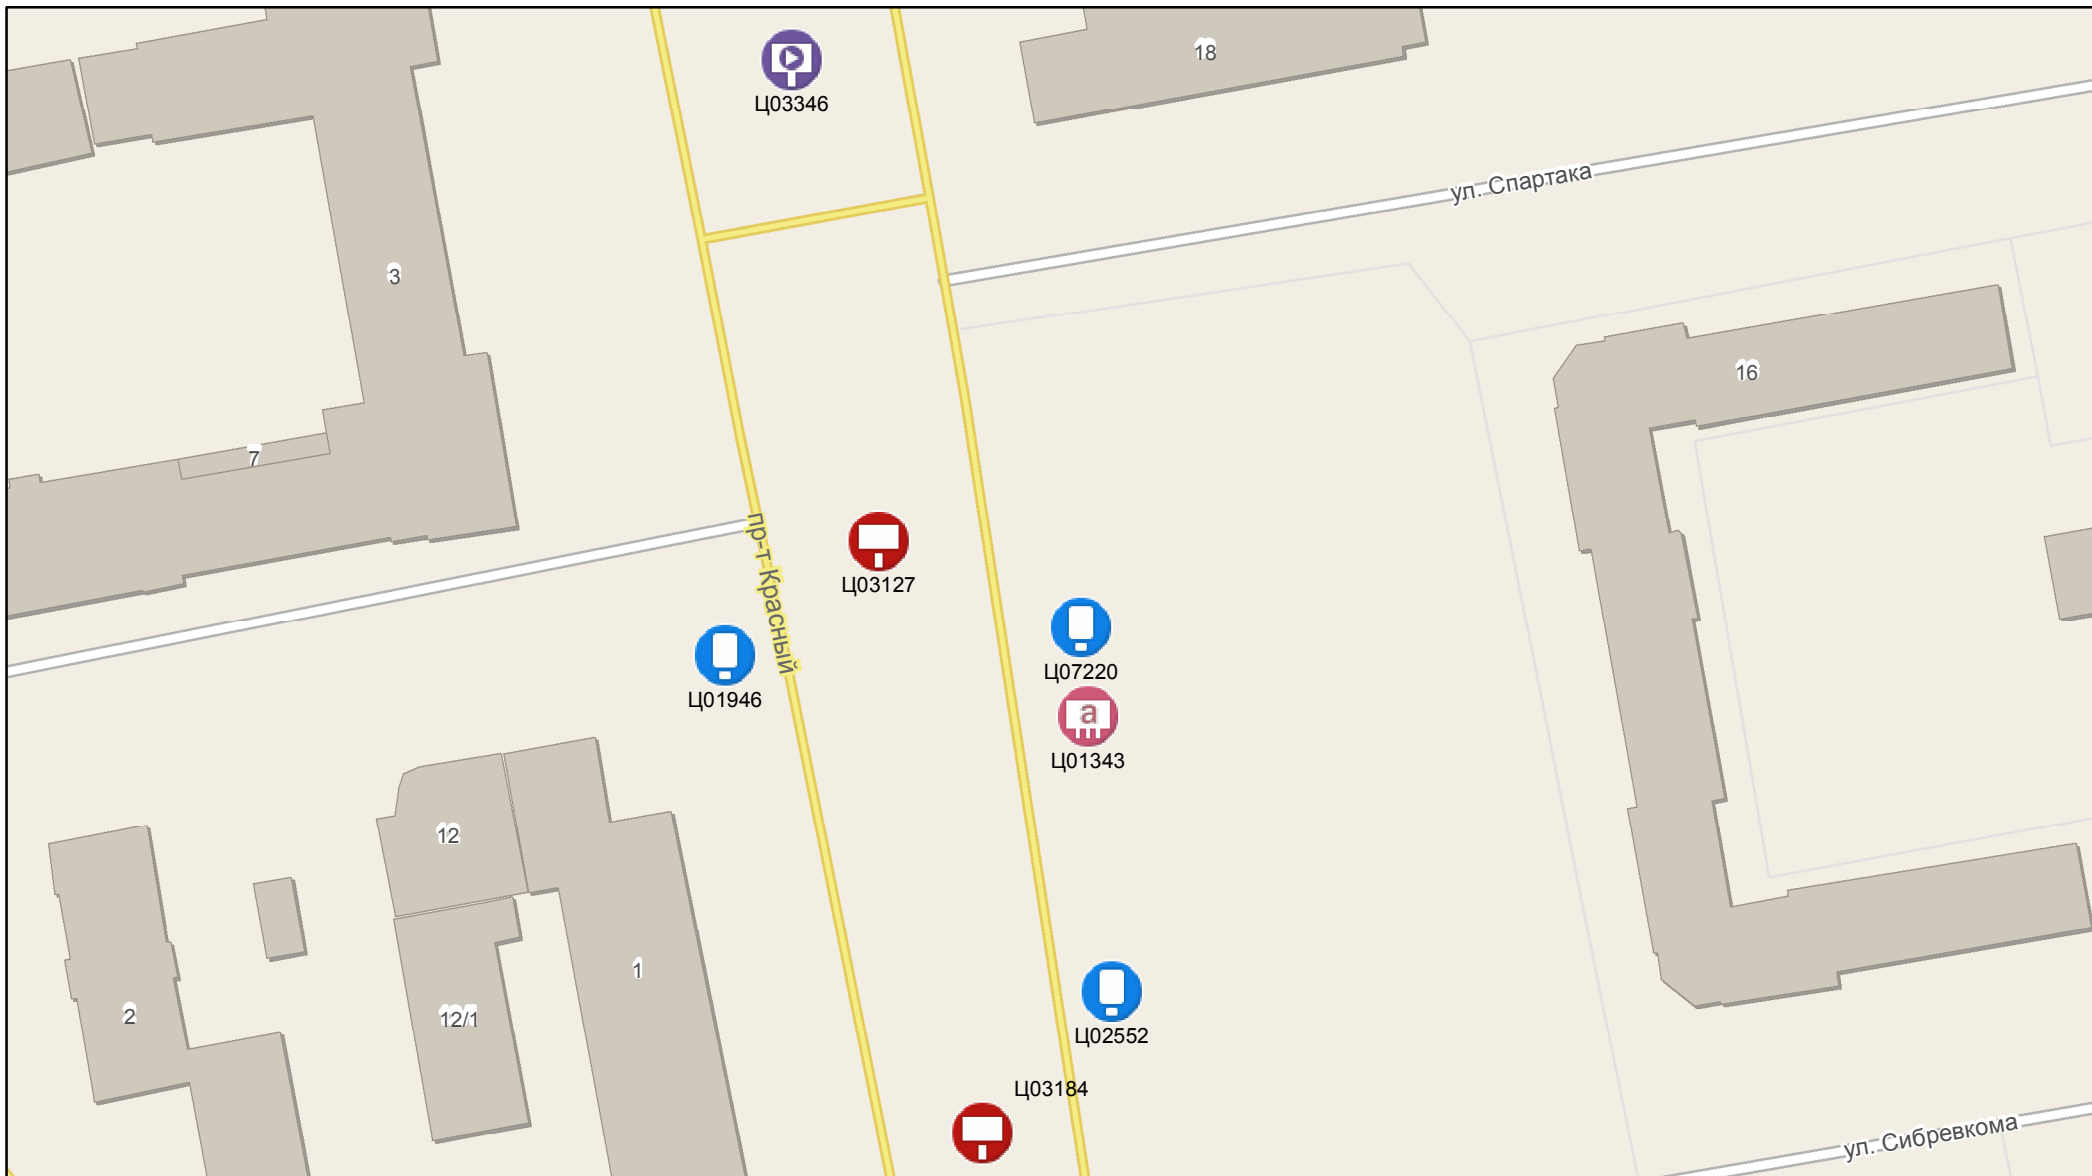 18
Ц03346
ул. Спартака
3
16
7
пр-т Красный
Ц03127
Ц07220
Ц01946
a
Ц01343
12
1
2
12/1
Ц02552
Ц03184
ул. Сибревкома